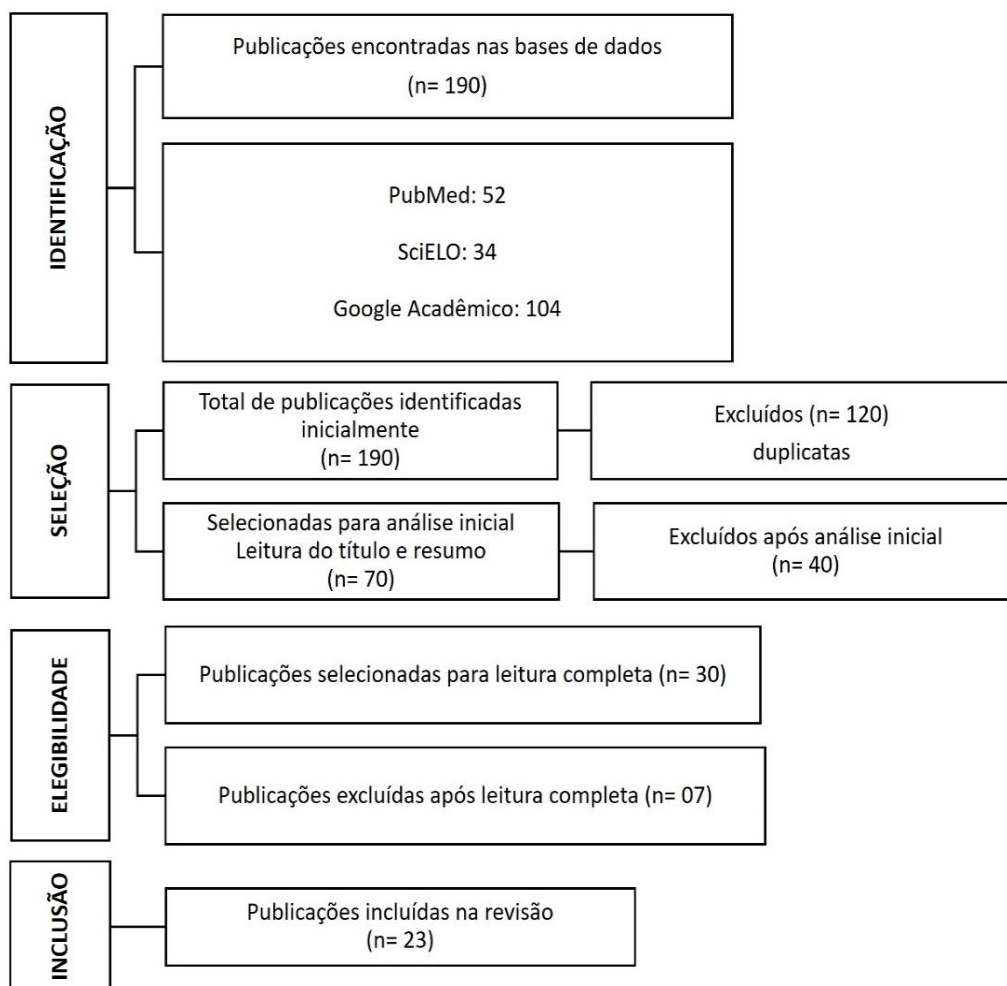 IDENTIFICAÇÃO
Publicações encontradas nas bases de dados
(n= 190)
PubMed: 52
SciELO: 34
Google Acadêmico: 104
SELEÇÃO
Total de publicações identificadas
inicialmente
(n= 190)
Excluídos (n= 120)
duplicatas
Selecionadas para análise inicial
Leitura do título e resumo
(n= 70)
Excluídos após análise inicial
(n= 40)
ELEGIBILIDADE
Publicações selecionadas para leitura completa (n= 30)
Publicações excluídas após leitura completa (n= 07)
INCLUSÃO
Publicações incluídas na revisão
(n= 23)